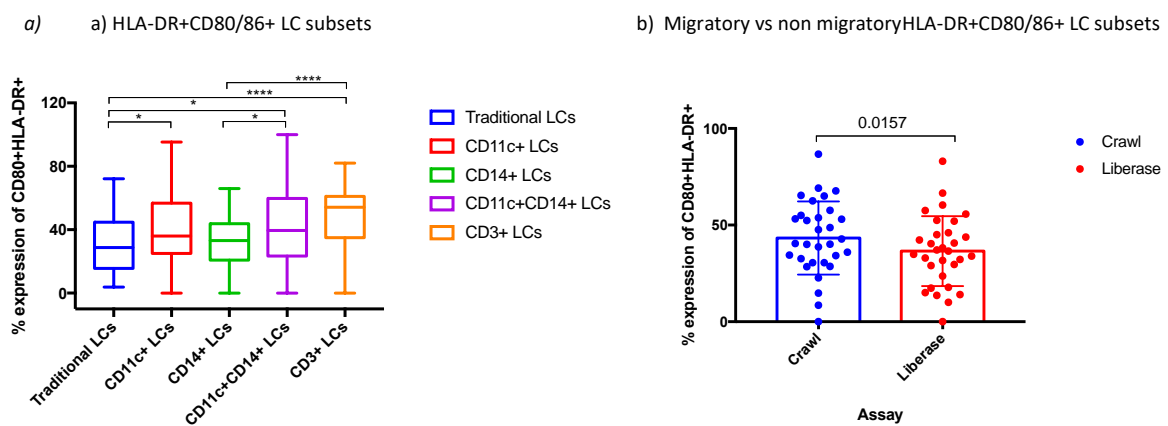 a) a) HLA-DR+CD80/86+ LC subsets
% expression of CD80+HLA-DR+
120
80
40
0
****
****
*
*
*
Traditional LCs
CD11c+ LCs
CD14+ LCs
CD11c+CD14+ LCs
CD3+ LCs
Traditional LCs
CD11c+ LCs
CD14+ LCs
CD11c+CD14+ LCs
CD3+ LCs
b) Migratory vs non migratoryHLA-DR+CD80/86+ LC subsets
% expression of CD80+HLA-DR+
100
50
0
0.0157
Crawl
Liberase
Assay
Crawl
Liberase